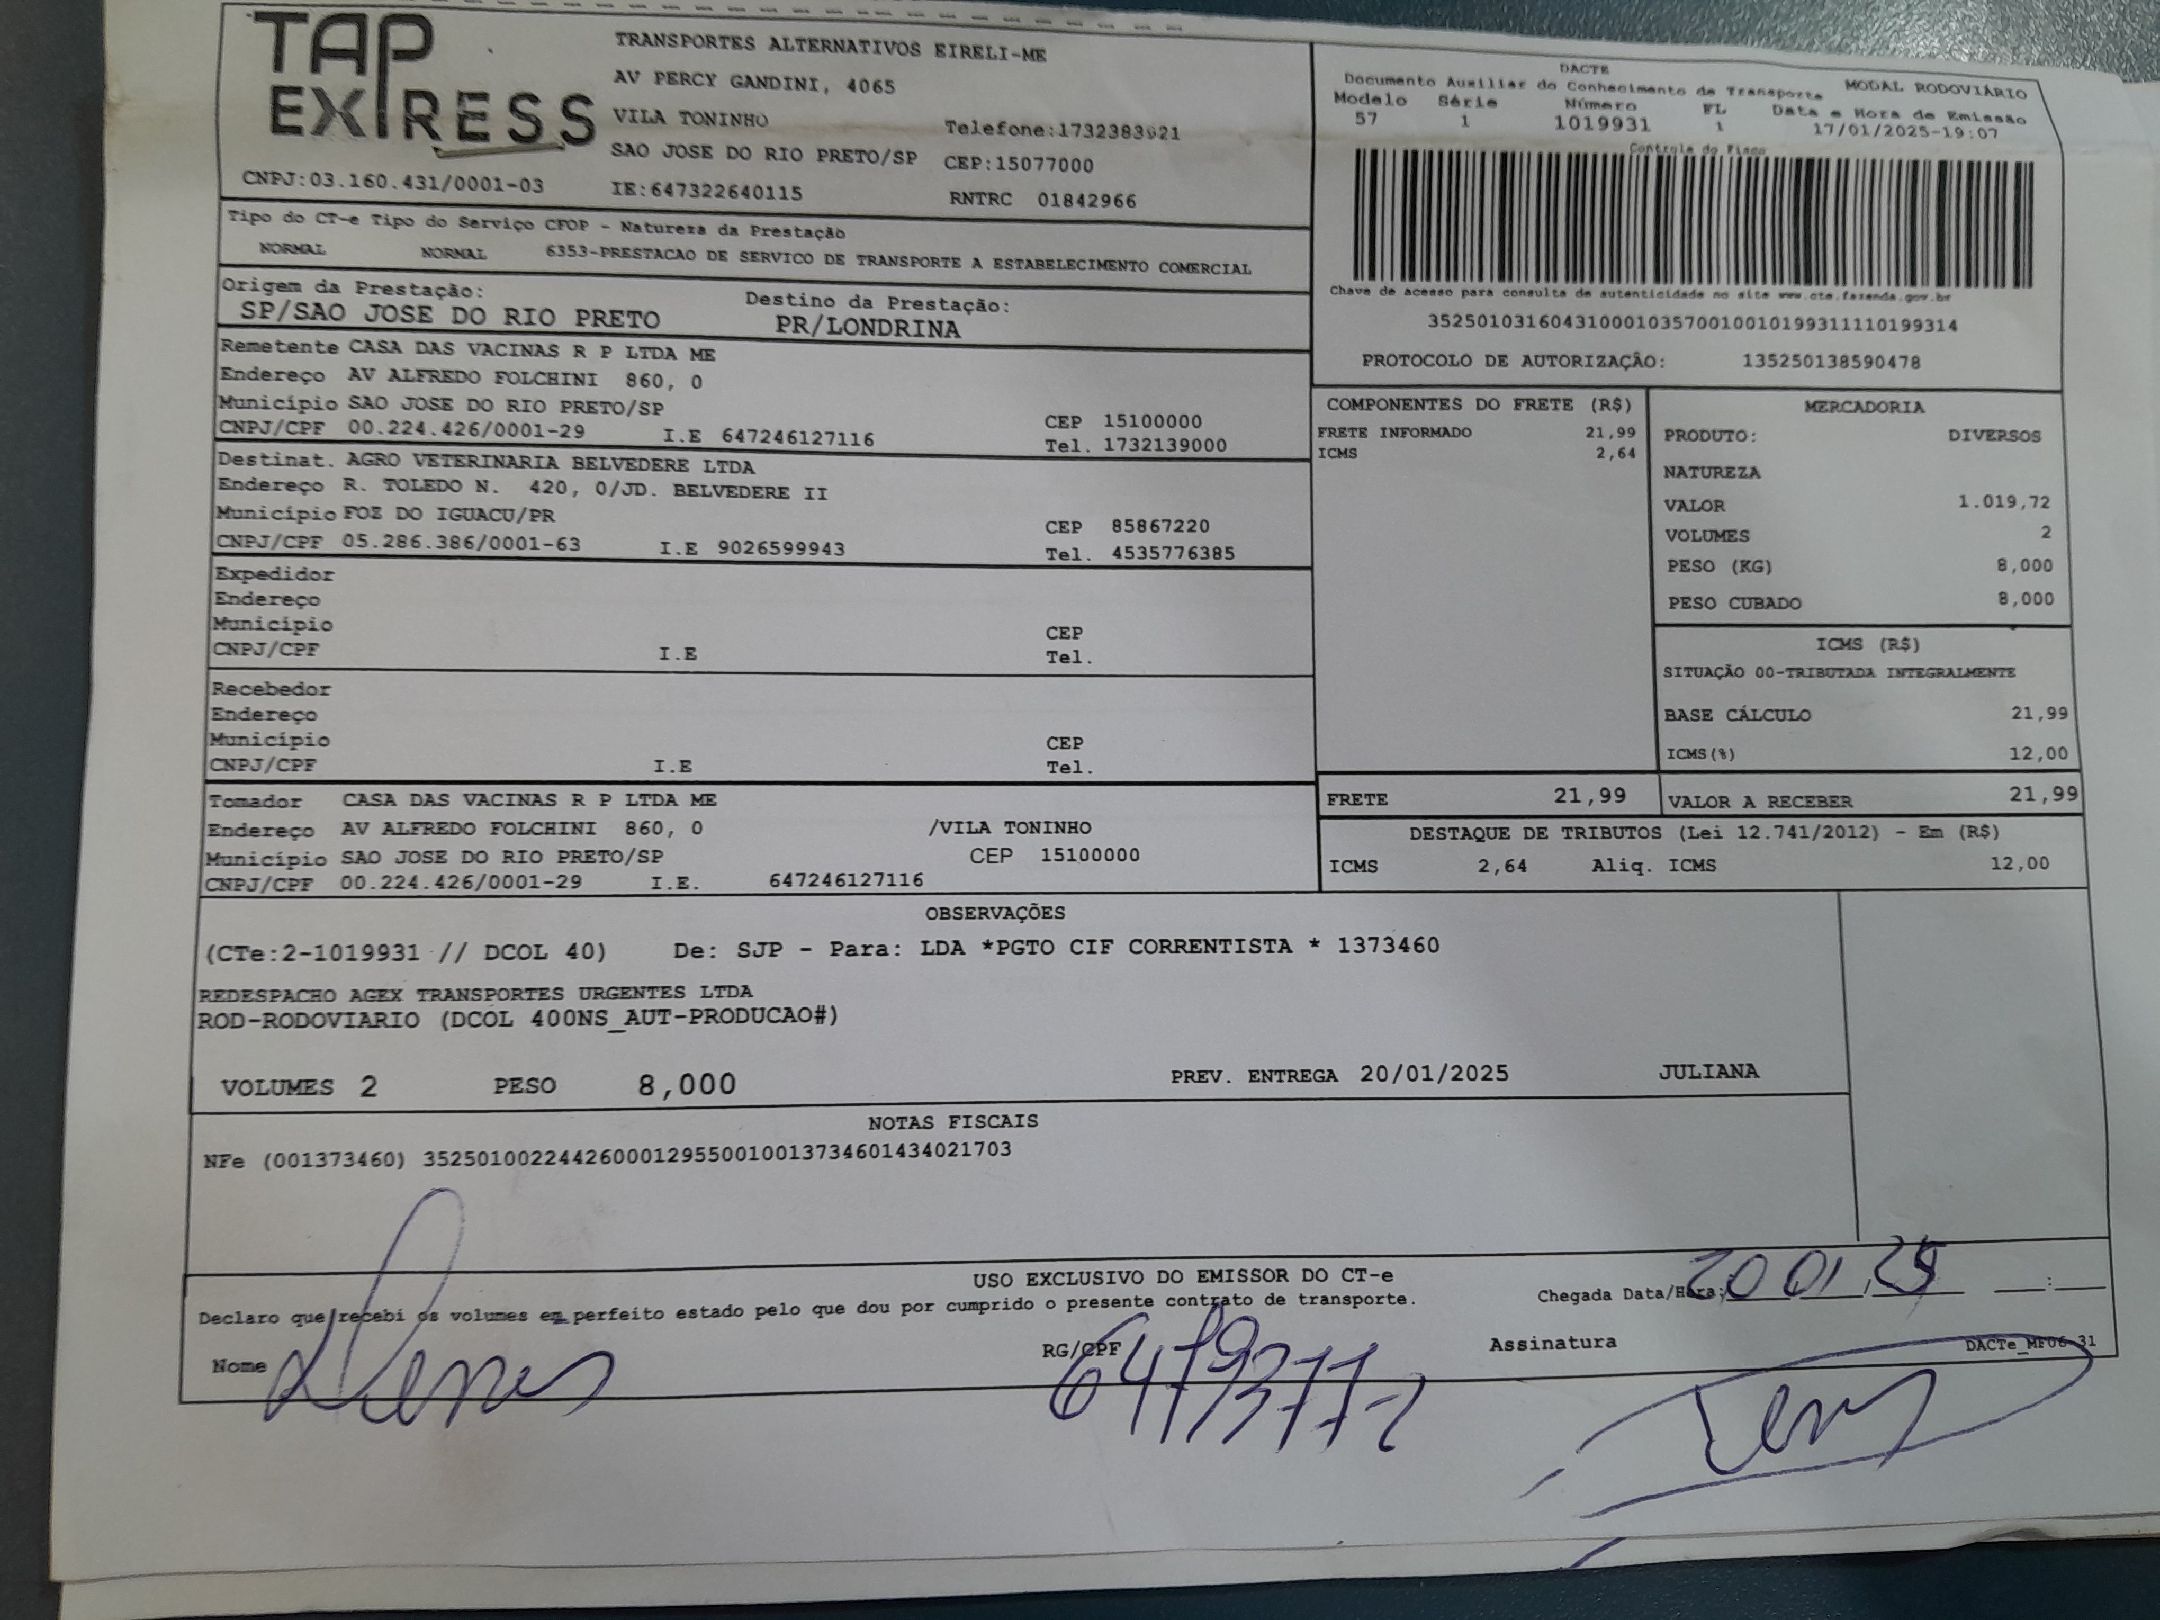 TAP EXPRESS
TRANSPORTES ALTERNATIVOS EIRELI-ME
AV PERCY GANDINI, 4065
VILA TONINHO
Telefone:1732383921
SAO JOSE DO RIO PRETO/SP CEP:15077000
CNPJ:03.160.431/0001-03 IE:647322640115 RNTRC 01842966
DACTE
Documento Auxiliar do Conhecimento de Transporte MODAL RODOVIÁRIO
Modelo Série Número FL Data e Hora de Emissão
57 1 1019931 1 17/01/2025-19:07
Controle do Fisco
Chave de acesso para consulta de autenticidade no site www.cte.fazenda.gov.br
35250103160431000103570010010199311110199314
PROTOCOLO DE AUTORIZAÇÃO: 135250138590478
Tipo do CT-e Tipo do Serviço CFOP - Natureza da Prestação
NORMAL NORMAL 6353-PRESTACAO DE SERVICO DE TRANSPORTE A ESTABELECIMENTO COMERCIAL
Origem da Prestação: Destino da Prestação:
SP/SAO JOSE DO RIO PRETO PR/LONDRINA
Remetente CASA DAS VACINAS R P LTDA ME
Endereço AV ALFREDO FOLCHINI 860, 0
Município SAO JOSE DO RIO PRETO/SP CEP 15100000
CNPJ/CPF 00.224.426/0001-29 I.E 647246127116 Tel. 1732139000
Destinat. AGRO VETERINARIA BELVEDERE LTDA
Endereço R. TOLEDO N. 420, 0/JD. BELVEDERE II
Município FOZ DO IGUACU/PR CEP 85867220
CNPJ/CPF 05.286.386/0001-63 I.E 9026599943 Tel. 4535776385
Expedidor
Endereço
Município CEP
CNPJ/CPF I.E Tel.
Recebedor
Endereço
Município CEP
CNPJ/CPF I.E Tel.
Tomador CASA DAS VACINAS R P LTDA ME
Endereço AV ALFREDO FOLCHINI 860, 0 /VILA TONINHO
Município SAO JOSE DO RIO PRETO/SP CEP 15100000
CNPJ/CPF 00.224.426/0001-29 I.E. 647246127116
COMPONENTES DO FRETE (R$)
FRETE INFORMADO 21,99
ICMS 2,64
MERCADORIA
PRODUTO: DIVERSOS
NATUREZA
VALOR 1.019,72
VOLUMES 2
PESO (KG) 8,000
PESO CUBADO 8,000
ICMS (R$)
SITUAÇÃO 00-TRIBUTADA INTEGRALMENTE
BASE CÁLCULO 21,99
ICMS(%) 12,00
FRETE 21,99 VALOR A RECEBER 21,99
DESTAQUE DE TRIBUTOS (Lei 12.741/2012) - Em (R$)
ICMS 2,64 Aliq. ICMS 12,00
OBSERVAÇÕES
(CTe:2-1019931 // DCOL 40) De: SJP - Para: LDA *PGTO CIF CORRENTISTA * 1373460
REDESPACHO AGEX TRANSPORTES URGENTES LTDA
ROD-RODOVIARIO (DCOL 400NS_AUT-PRODUCAO#)
VOLUMES 2 PESO 8,000 PREV. ENTREGA 20/01/2025 JULIANA
NOTAS FISCAIS
NFe (001373460) 35250100224426000129550010013734601434021703
USO EXCLUSIVO DO EMISSOR DO CT-e
Declaro que recebi os volumes em perfeito estado pelo que dou por cumprido o presente contrato de transporte. Chegada Data/Hora: 20 01 25 :
Nome RG/CPF Assinatura DACTe_MF06-31